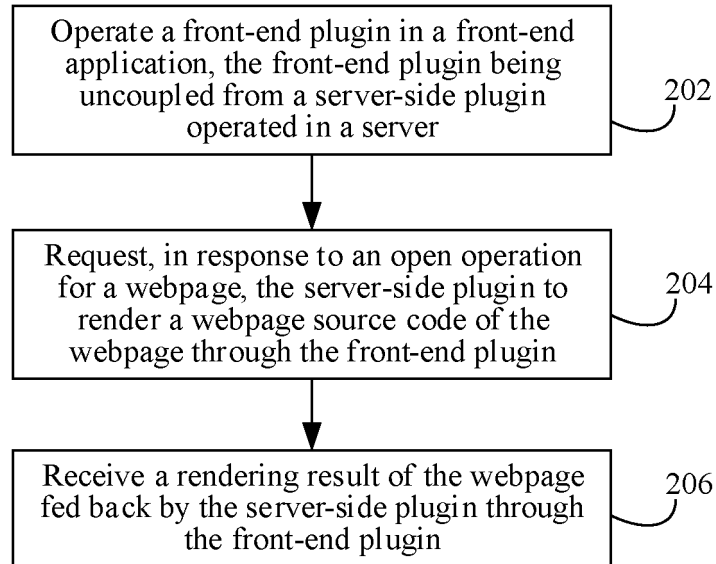 Operate a front-end plugin in a front-end
application, the front-end plugin being
uncoupled from a server-side plugin
operated in a server
202
Request, in response to an open operation
for a webpage, the server-side plugin to
render a webpage source code of the
webpage through the front-end plugin
204
Receive a rendering result of the webpage
fed back by the server-side plugin through
the front-end plugin
206